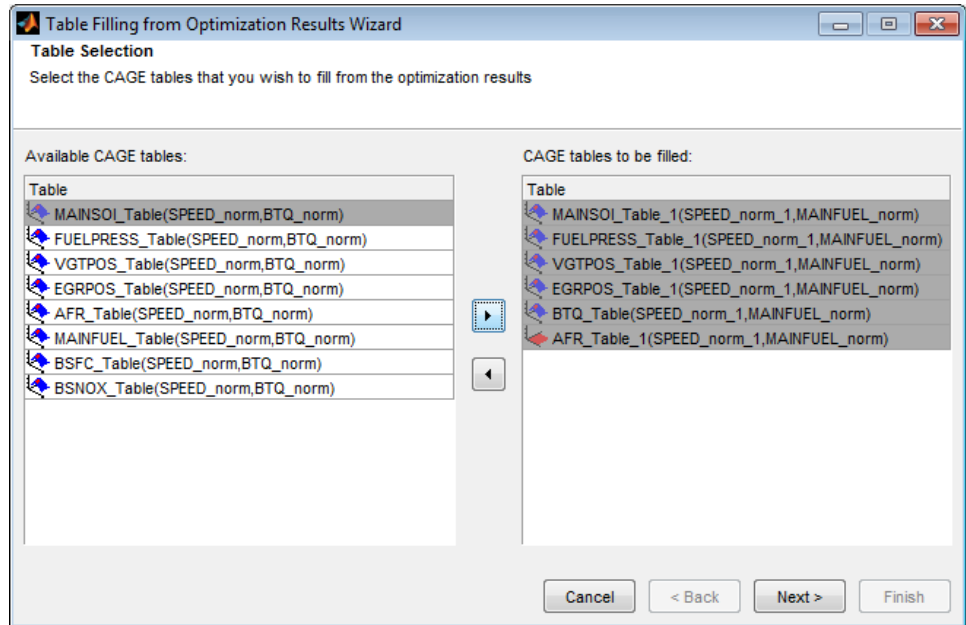 Table Filling from Optimization Results Wizard
Table Selection
Select the CAGE tables that you wish to fill from the optimization results
Available CAGE tables:
Table
MAINSOI_Table(SPEED_norm,BTQ_norm)
FUELPRESS_Table(SPEED_norm,BTQ_norm)
VGTPOS_Table(SPEED_norm,BTQ_norm)
EGRPOS_Table(SPEED_norm,BTQ_norm)
AFR_Table(SPEED_norm,BTQ_norm)
MAINFUEL_Table(SPEED_norm,BTQ_norm)
BSFC_Table(SPEED_norm,BTQ_norm)
BSNOX_Table(SPEED_norm,BTQ_norm)
CAGE tables to be filled:
Table
MAINSOI_Table_1(SPEED_norm_1,MAINFUEL_norm)
FUELPRESS_Table_1(SPEED_norm_1,MAINFUEL_norm)
VGTPOS_Table_1(SPEED_norm_1,MAINFUEL_norm)
EGRPOS_Table_1(SPEED_norm_1,MAINFUEL_norm)
BTQ_Table(SPEED_norm_1,MAINFUEL_norm)
AFR_Table_1(SPEED_norm_1,MAINFUEL_norm)
Cancel
< Back
Next >
Finish